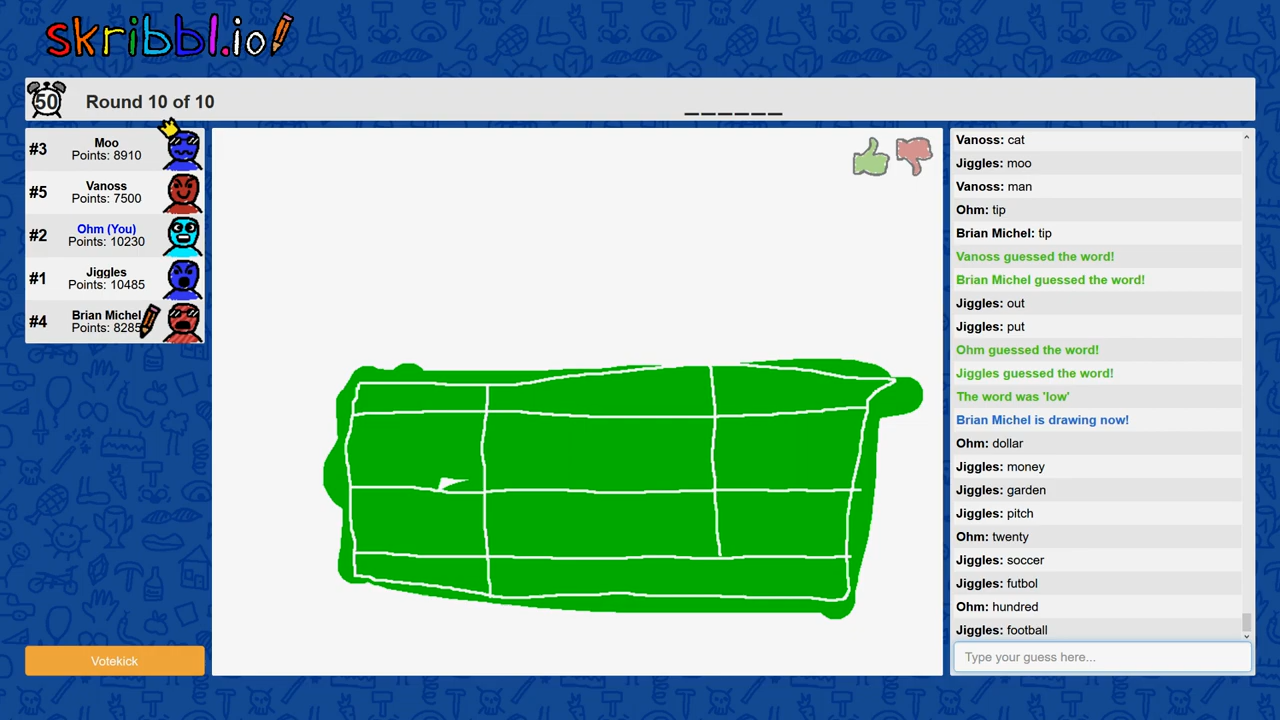 skribbl.io
50
Round 10 of 10
______
#3
Moo
Points: 8910
#5
Vanoss
Points: 7500
#2
Ohm (You)
Points: 10230
#1
Jiggles
Points: 10485
#4
Brian Michel
Points: 8285
Votekick
Vanoss: cat
Jiggles: moo
Vanoss: man
Ohm: tip
Brian Michel: tip
Vanoss guessed the word!
Brian Michel guessed the word!
Jiggles: out
Jiggles: put
Ohm guessed the word!
Jiggles guessed the word!
The word was 'low'
Brian Michel is drawing now!
Ohm: dollar
Jiggles: money
Jiggles: garden
Jiggles: pitch
Ohm: twenty
Jiggles: soccer
Jiggles: futbol
Ohm: hundred
Jiggles: football
Type your guess here...